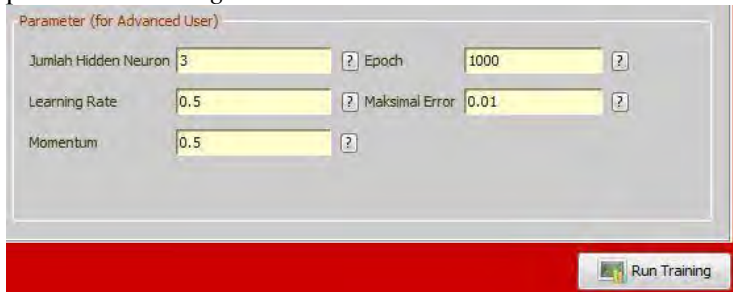 Parameter (for Advanced User)
Jumlah Hidden Neuron 3 ? Epoch 1000 ?
Learning Rate 0.5 ? Maksimal Error 0.01 ?
Momentum 0.5 ?
Run Training